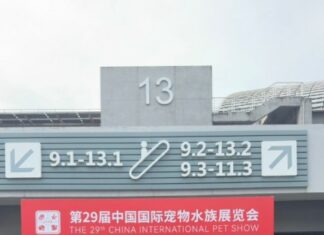 13
9.1-13.1
9.2-13.2
9.3-11.3
第29届中国国际宠物水族展览会
THE 29th CHINA INTERNATIONAL PET SHOW